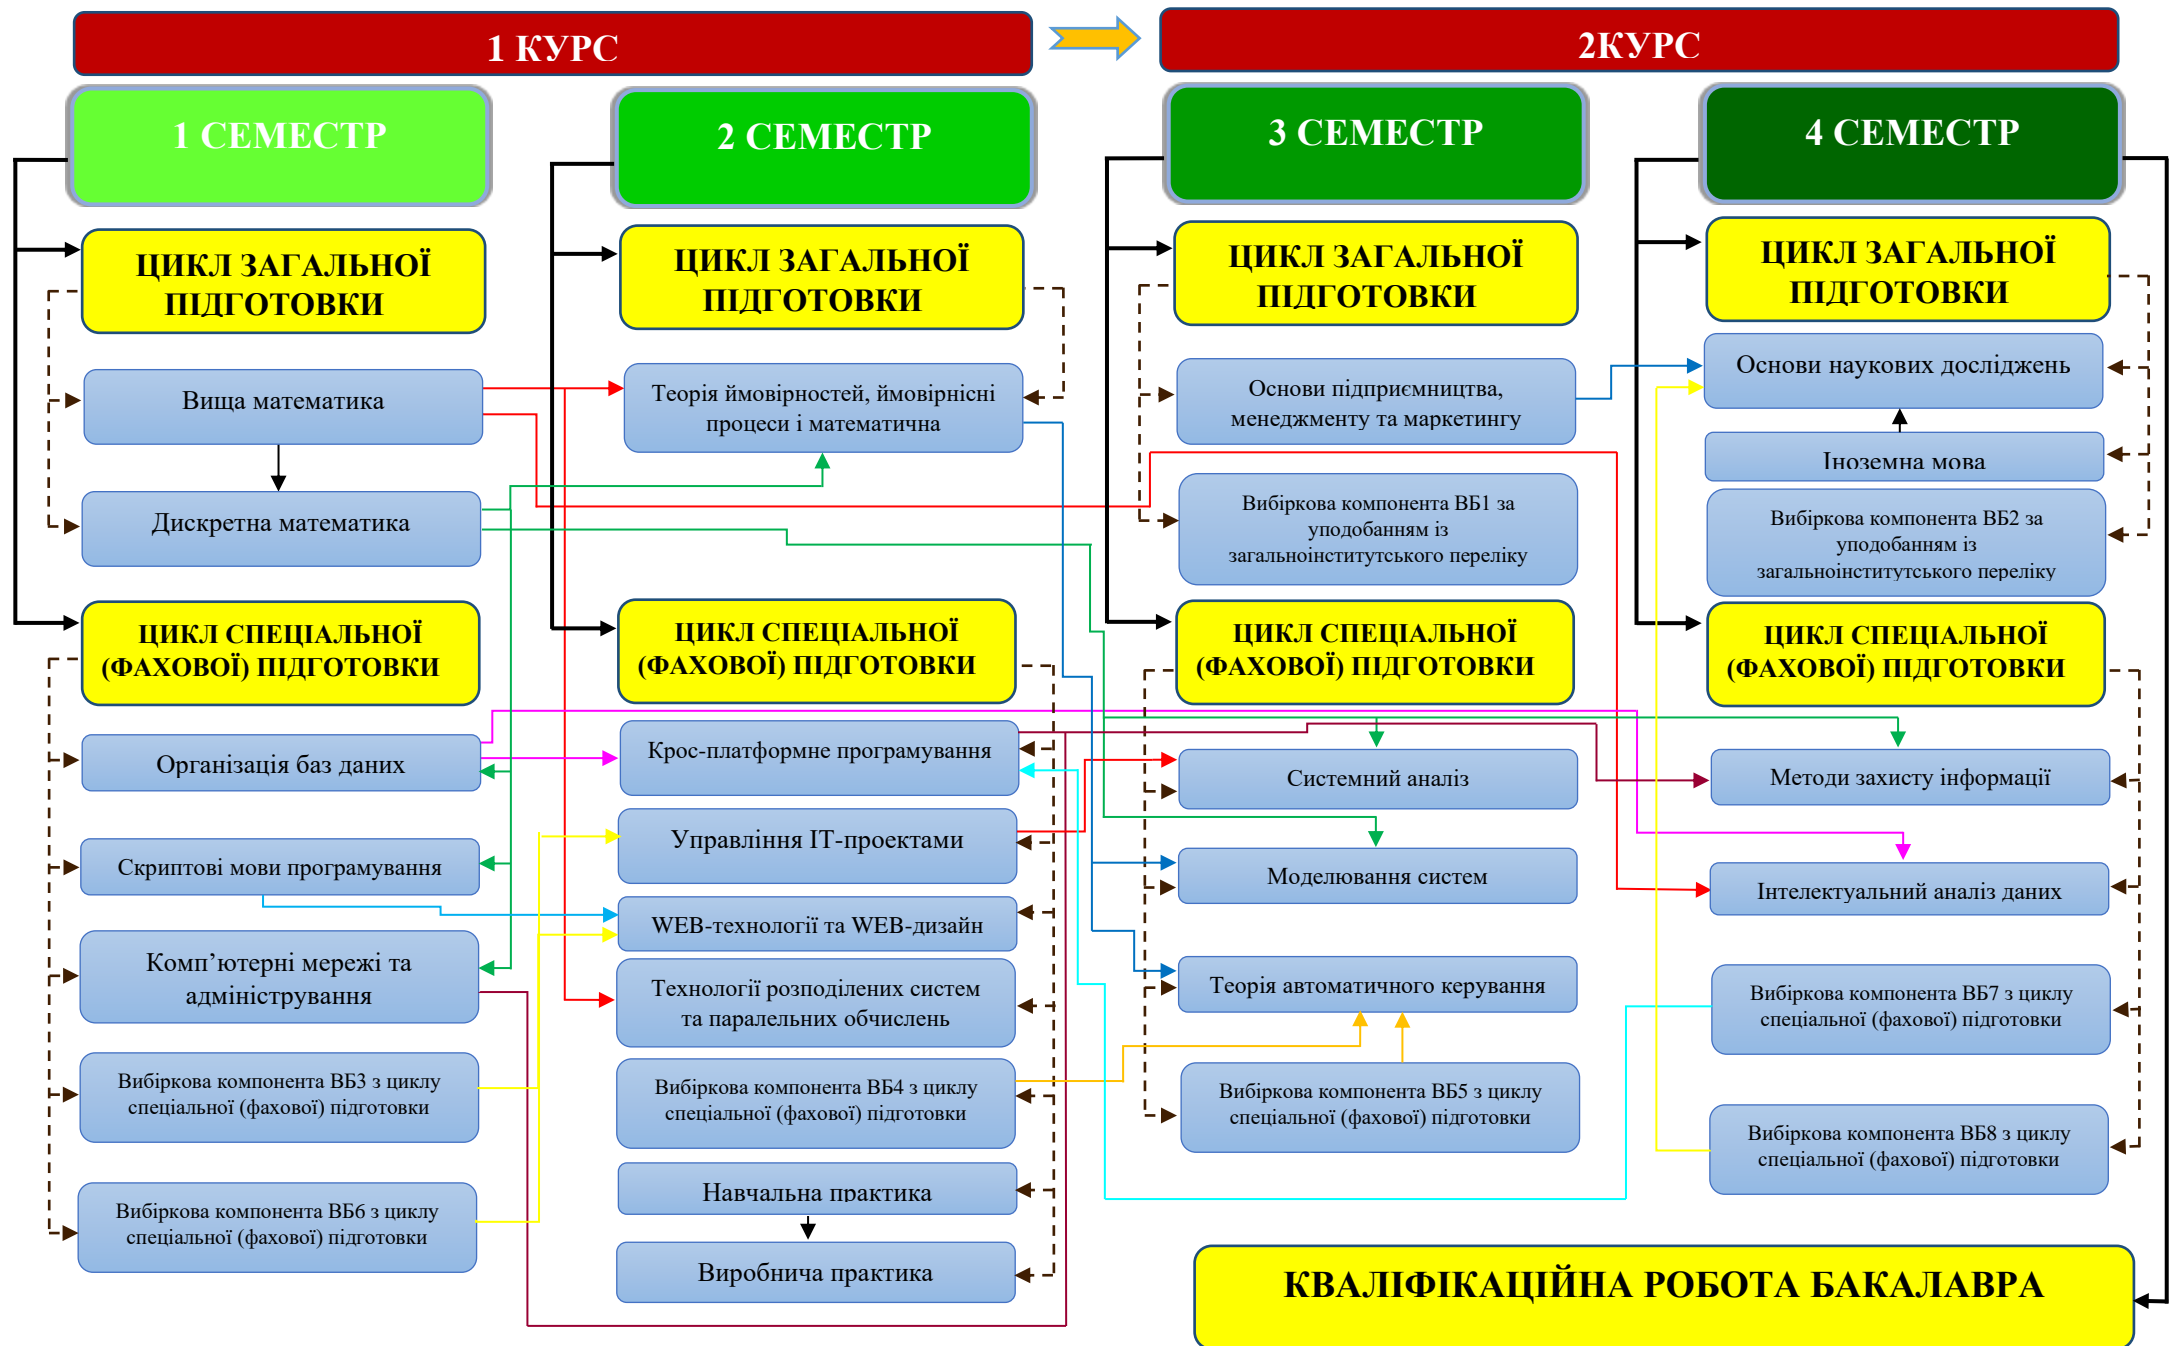 1 КУРС
2КУРС
1 СЕМЕСТР
2 СЕМЕСТР
3 СЕМЕСТР
4 СЕМЕСТР
ЦИКЛ ЗАГАЛЬНОЇ
ПІДГОТОВКИ
Вища математика
Дискретна математика
ЦИКЛ СПЕЦІАЛЬНОЇ
(ФАХОВОЇ) ПІДГОТОВКИ
Організація баз даних
Скриптові мови програмування
Комп’ютерні мережі та
адміністрування
Вибіркова компонента ВБ3 з циклу
спеціальної (фахової) підготовки
Вибіркова компонента ВБ6 з циклу
спеціальної (фахової) підготовки
ЦИКЛ ЗАГАЛЬНОЇ
ПІДГОТОВКИ
Теорія ймовірностей, ймовірнісні
процеси і математична
ЦИКЛ СПЕЦІАЛЬНОЇ
(ФАХОВОЇ) ПІДГОТОВКИ
Крос-платформне програмування
Управління ІТ-проектами
WEB-технології та WEB-дизайн
Технології розподілених систем
та паралельних обчислень
Вибіркова компонента ВБ4 з циклу
спеціальної (фахової) підготовки
Навчальна практика
Виробнича практика
ЦИКЛ ЗАГАЛЬНОЇ
ПІДГОТОВКИ
Основи підприємництва,
менеджменту та маркетингу
Вибіркова компонента ВБ1 за
уподобанням із
загальноінститутського переліку
ЦИКЛ СПЕЦІАЛЬНОЇ
(ФАХОВОЇ) ПІДГОТОВКИ
Системний аналіз
Моделювання систем
Теорія автоматичного керування
Вибіркова компонента ВБ5 з циклу
спеціальної (фахової) підготовки
ЦИКЛ ЗАГАЛЬНОЇ
ПІДГОТОВКИ
Основи наукових досліджень
Іноземна мова
Вибіркова компонента ВБ2 за
уподобанням із
загальноінститутського переліку
ЦИКЛ СПЕЦІАЛЬНОЇ
(ФАХОВОЇ) ПІДГОТОВКИ
Методи захисту інформації
Інтелектуальний аналіз даних
Вибіркова компонента ВБ7 з циклу
спеціальної (фахової) підготовки
Вибіркова компонента ВБ8 з циклу
спеціальної (фахової) підготовки
КВАЛІФІКАЦІЙНА РОБОТА БАКАЛАВРА